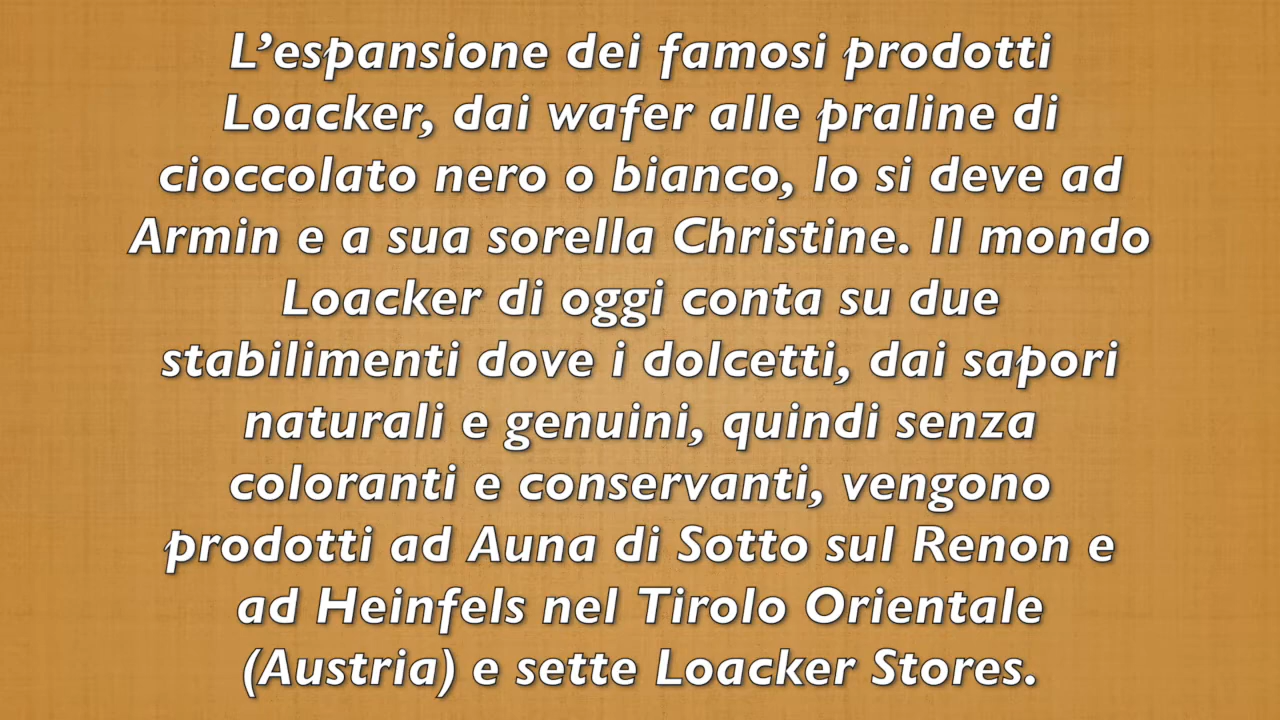 L’espansione dei famosi prodotti
Loacker, dai wafer alle praline di
cioccolato nero o bianco, lo si deve ad
Armin e a sua sorella Christine. Il mondo
Loacker di oggi conta su due
stabilimenti dove i dolcetti, dai sapori
naturali e genuini, quindi senza
coloranti e conservanti, vengono
prodotti ad Auna di Sotto sul Renon e
ad Heinfels nel Tirolo Orientale
(Austria) e sette Loacker Stores.